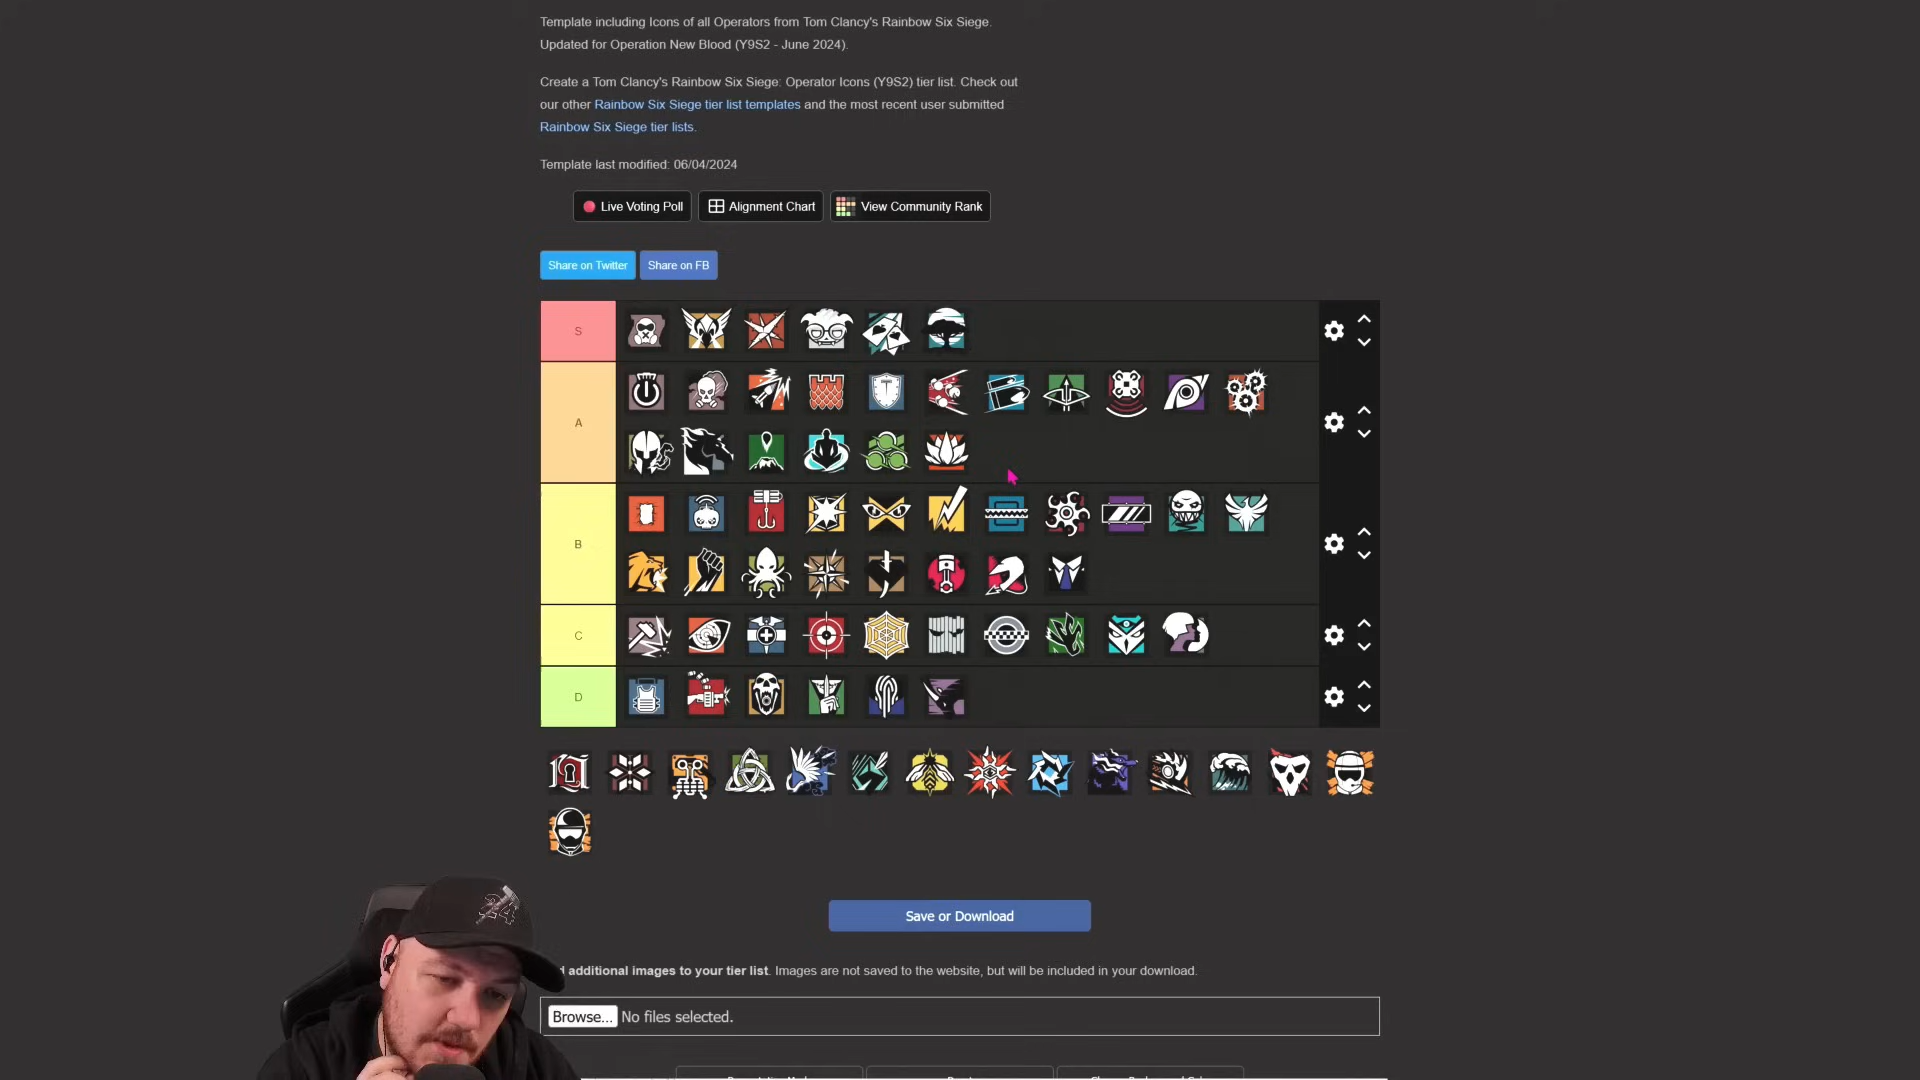 Template including Icons of all Operators from Tom Clancy's Rainbow Six Siege.
Updated for Operation New Blood (Y9S2 - June 2024).
Create a Tom Clancy's Rainbow Six Siege: Operator Icons (Y9S2) tier list. Check out
our other Rainbow Six Siege tier list templates and the most recent user submitted
Rainbow Six Siege tier lists.
Template last modified: 06/04/2024
Live Voting Poll
Alignment Chart
View Community Rank
Share on Twitter
Share on FB
S
A
B
C
D
Save or Download
additional images to your tier list. Images are not saved to the website, but will be included in your download.
Browse... No files selected.
24